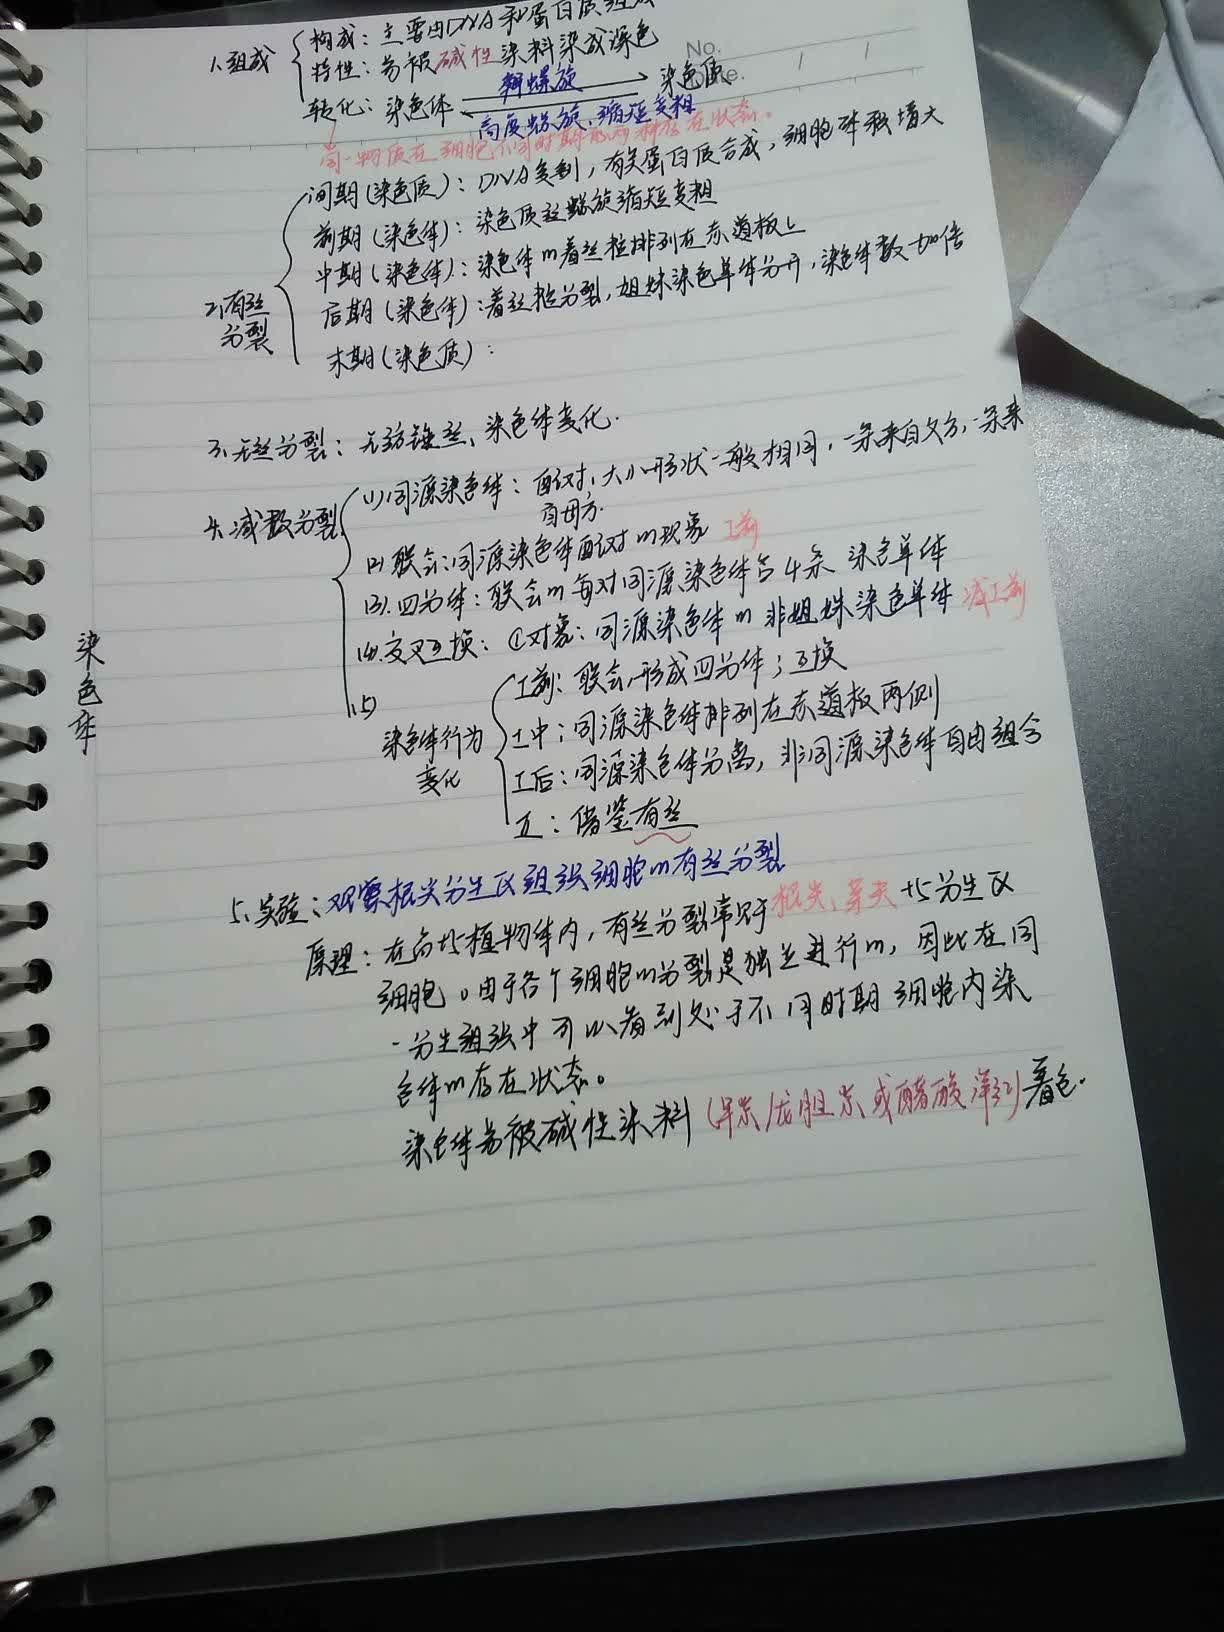 1.组成
构成：主要由DNA和蛋白质组成
特性：易被碱性染料染成深色
No.
Date.
转化：染色体 解螺旋 染色质
高度螺旋、缩短变粗
同一物质在细胞不同时期的两种存在状态。
间期(染色质)：DNA复制，有关蛋白质合成，细胞体积增大
前期(染色体)：染色质丝螺旋缩短变粗
中期(染色体)：染色体的着丝粒排列在赤道板上
2.有丝分裂
后期(染色体)：着丝粒分裂，姐妹染色单体分开，染色体数加倍
末期(染色质)：
3.无丝分裂：无纺锤丝、染色体变化.
4.减数分裂
(1)同源染色体：配对，大小形状一般相同，一条来自父方，一条来
自母方.
(2)联会：同源染色体配对的现象 I前
(3).四分体：联会的每对同源染色体含4条 染色单体
(4).交叉互换：①对象：同源染色体的非姐妹染色单体 减I前
染色体
(5)
染色体行为变化
I前：联会，形成四分体；互换
I中：同源染色体排列在赤道板两侧
I后：同源染色体分离，非同源染色体自由组合
II：借鉴有丝
5.实验：观察根尖分生区组织细胞的有丝分裂
原理：在高等植物体内，有丝分裂常见于根尖、芽尖等分生区
细胞。由于各个细胞的分裂是独立进行的，因此在同
一分生组织中可以看到处于不同时期细胞内染
色体的存在状态。
染色体易被碱性染料(甲紫/龙胆紫或醋酸洋红)着色.